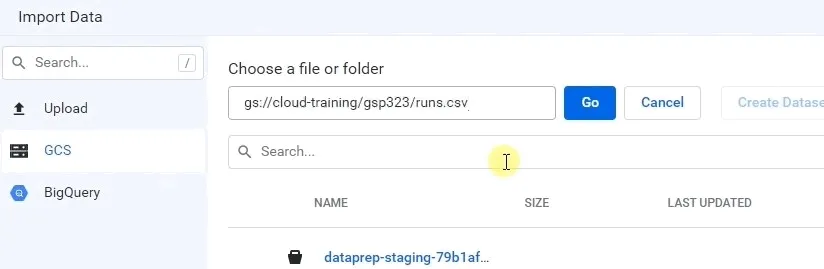 Import Data
Search... /
Upload
GCS
BigQuery
Choose a file or folder
gs://cloud-training/gsp323/runs.csv
Go
Cancel
Create Datase
Search...
NAME SIZE LAST UPDATED
dataprep-staging-79b1af...